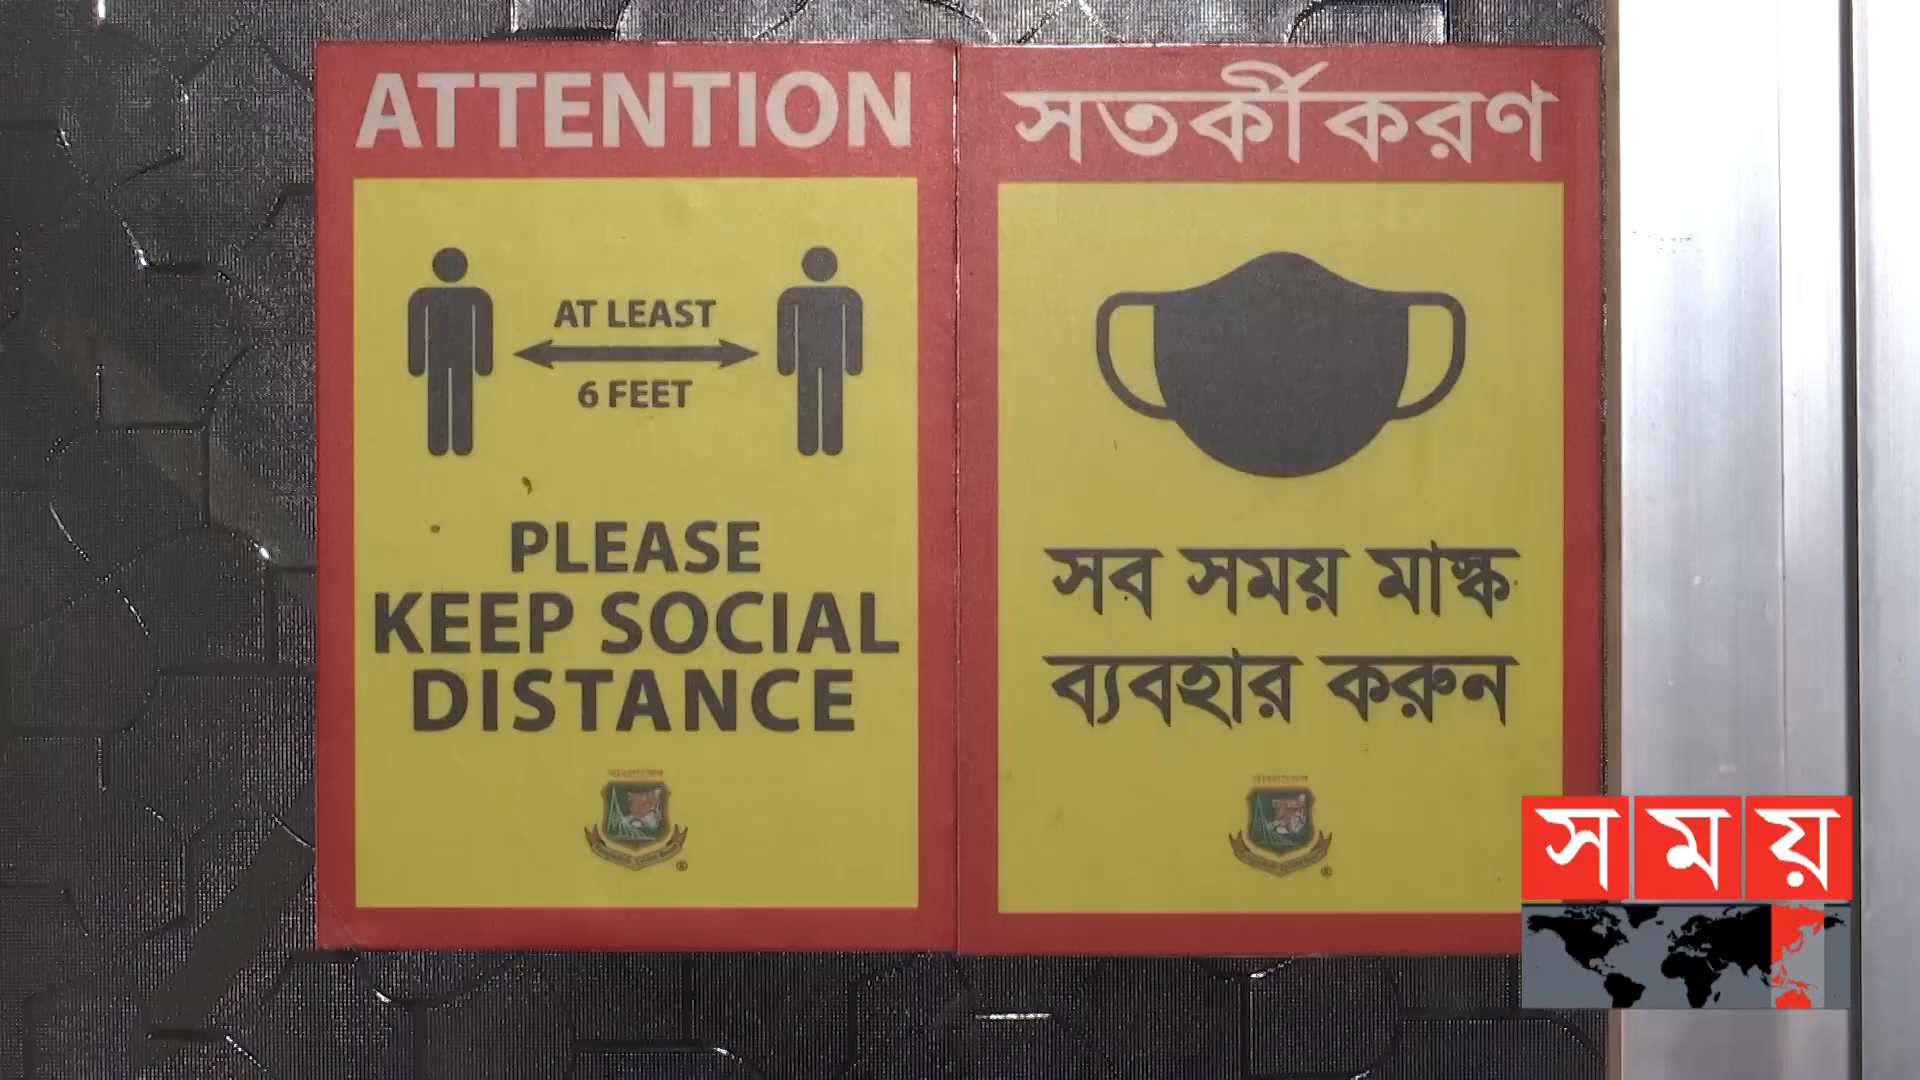 ATTENTION
AT LEAST
6 FEET
PLEASE
KEEP SOCIAL
DISTANCE
সতর্কীকরণ
সব সময় মাস্ক
ব্যবহার করুন
সময়